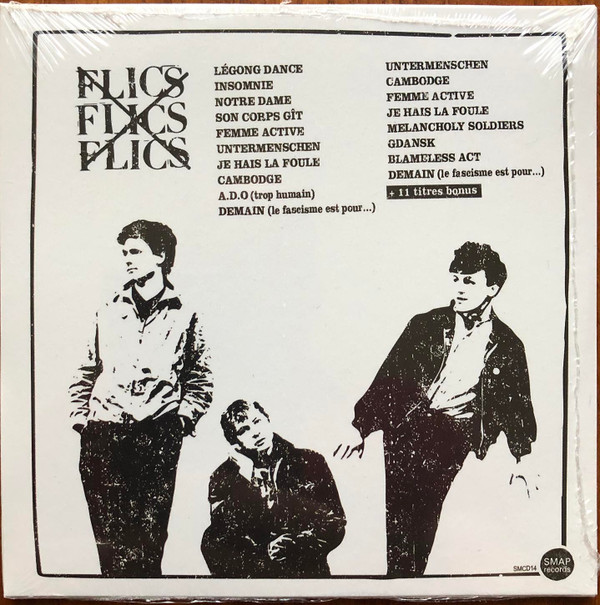 FLICS
FLICS
FLICS
LÉGONG DANCE
INSOMNIE
NOTRE DAME
SON CORPS GÎT
FEMME ACTIVE
UNTERMENSCHEN
JE HAIS LA FOULE
CAMBODGE
A.D.O (trop humain)
DEMAIN (le fascisme est pour...)
UNTERMENSCHEN
CAMBODGE
FEMME ACTIVE
JE HAIS LA FOULE
MELANCHOLY SOLDIERS
GDANSK
BLAMELESS ACT
DEMAIN (le fascisme est pour...)
+ 11 titres bonus
SMCD14
SMAP
records